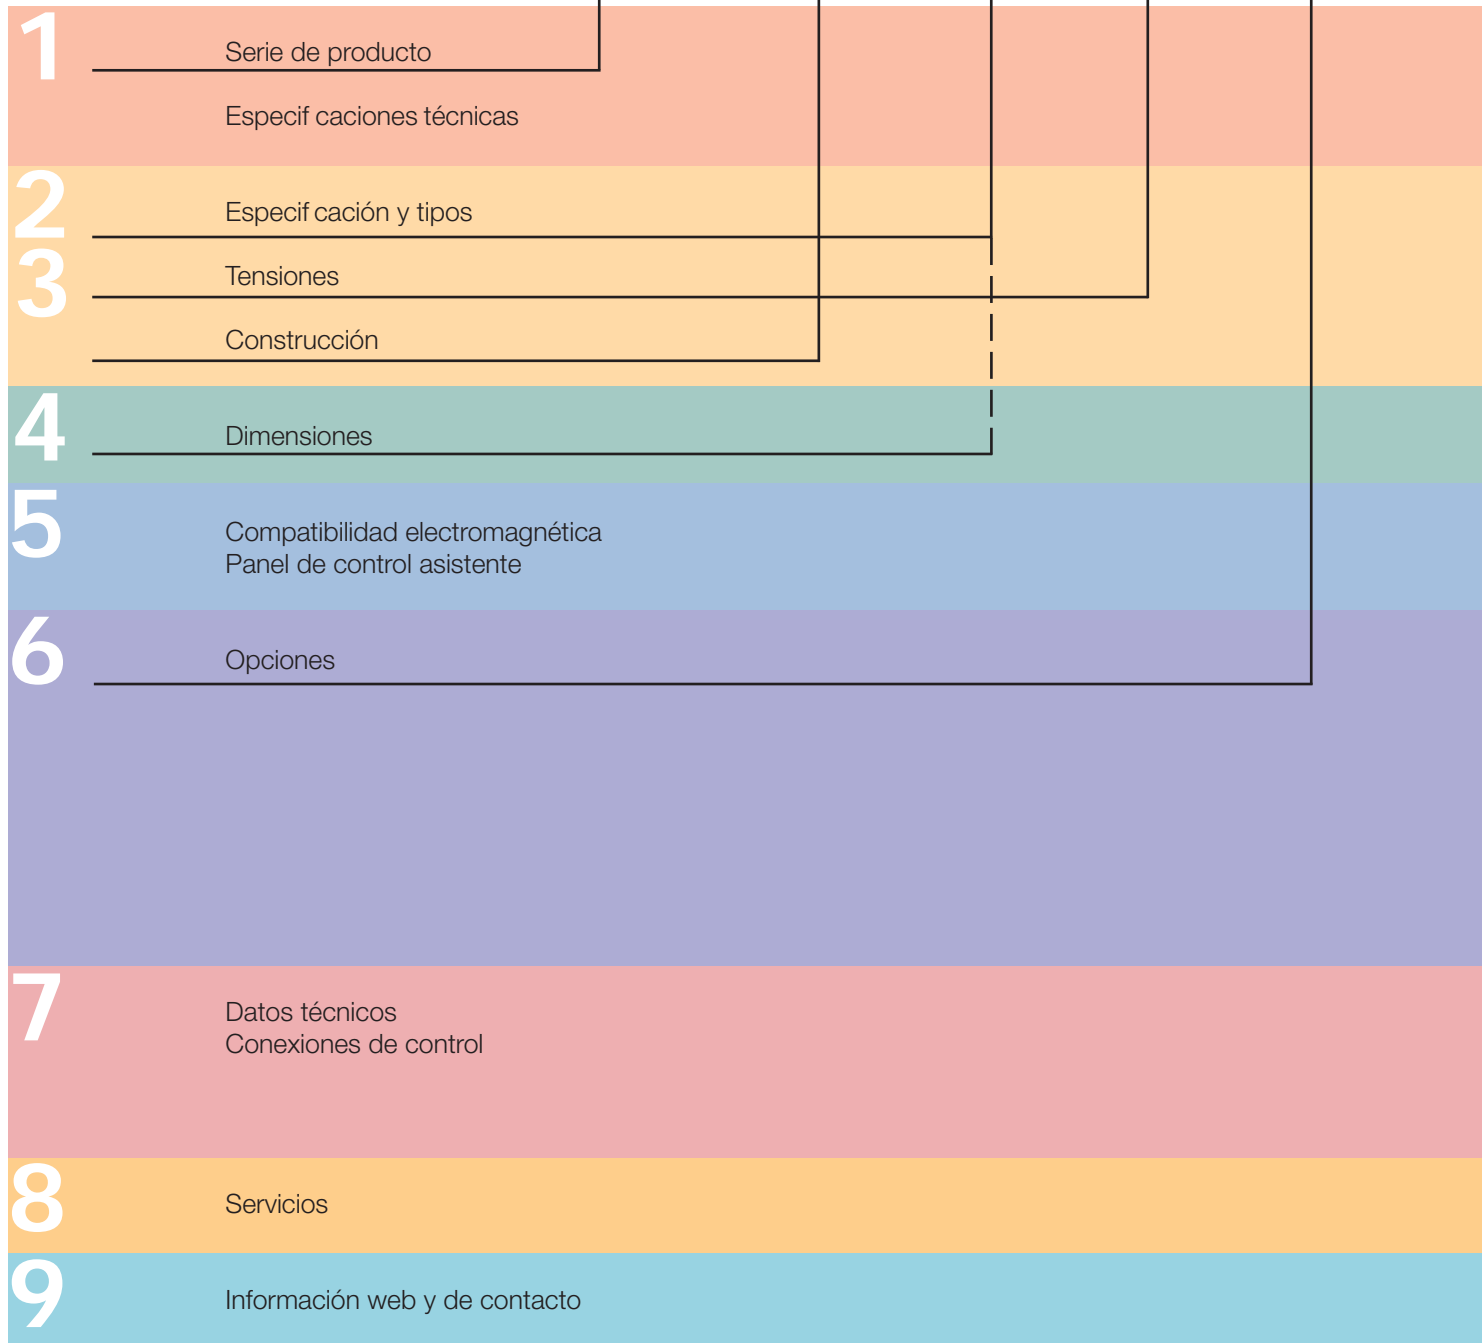 1
Serie de producto
Especif caciones técnicas
2
Especif cación y tipos
3
Tensiones
Construcción
4
Dimensiones
5
Compatibilidad electromagnética
Panel de control asistente
6
Opciones
7
Datos técnicos
Conexiones de control
8
Servicios
9
Información web y de contacto